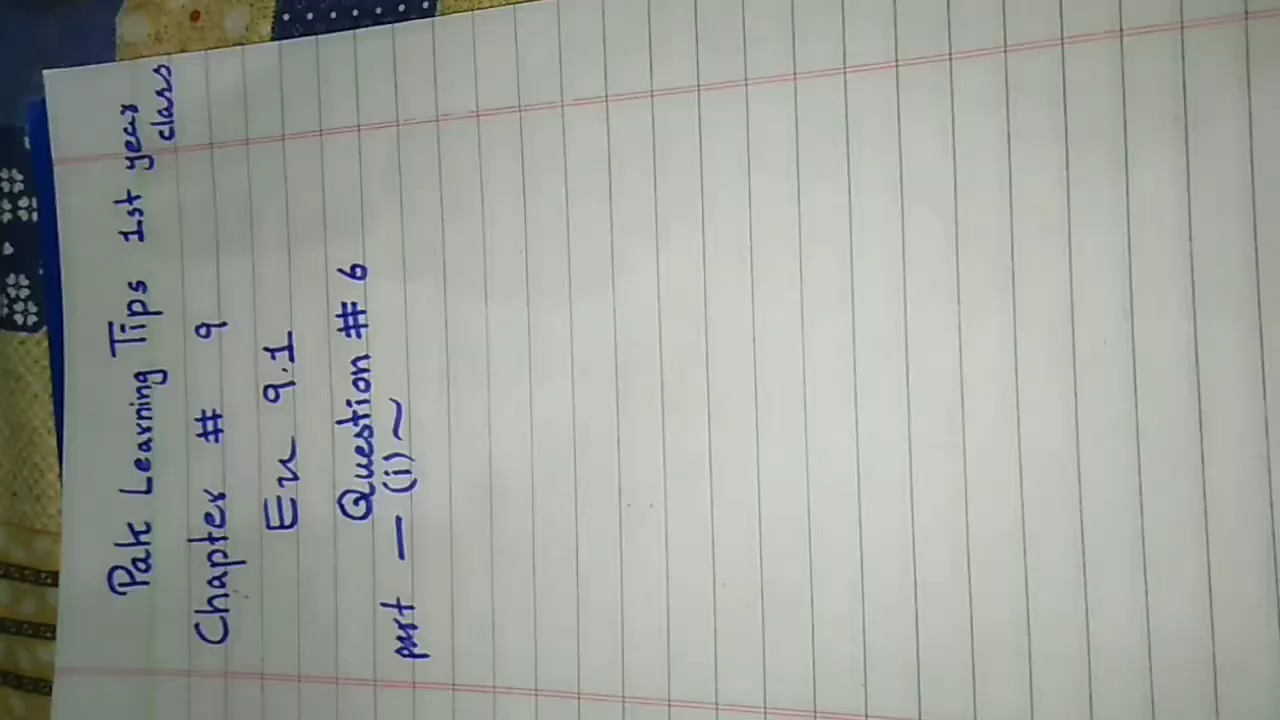 Pak Learning Tips 1st year
class
Chapter # 9
Ex 9.1
Question # 6
part — (i) ~